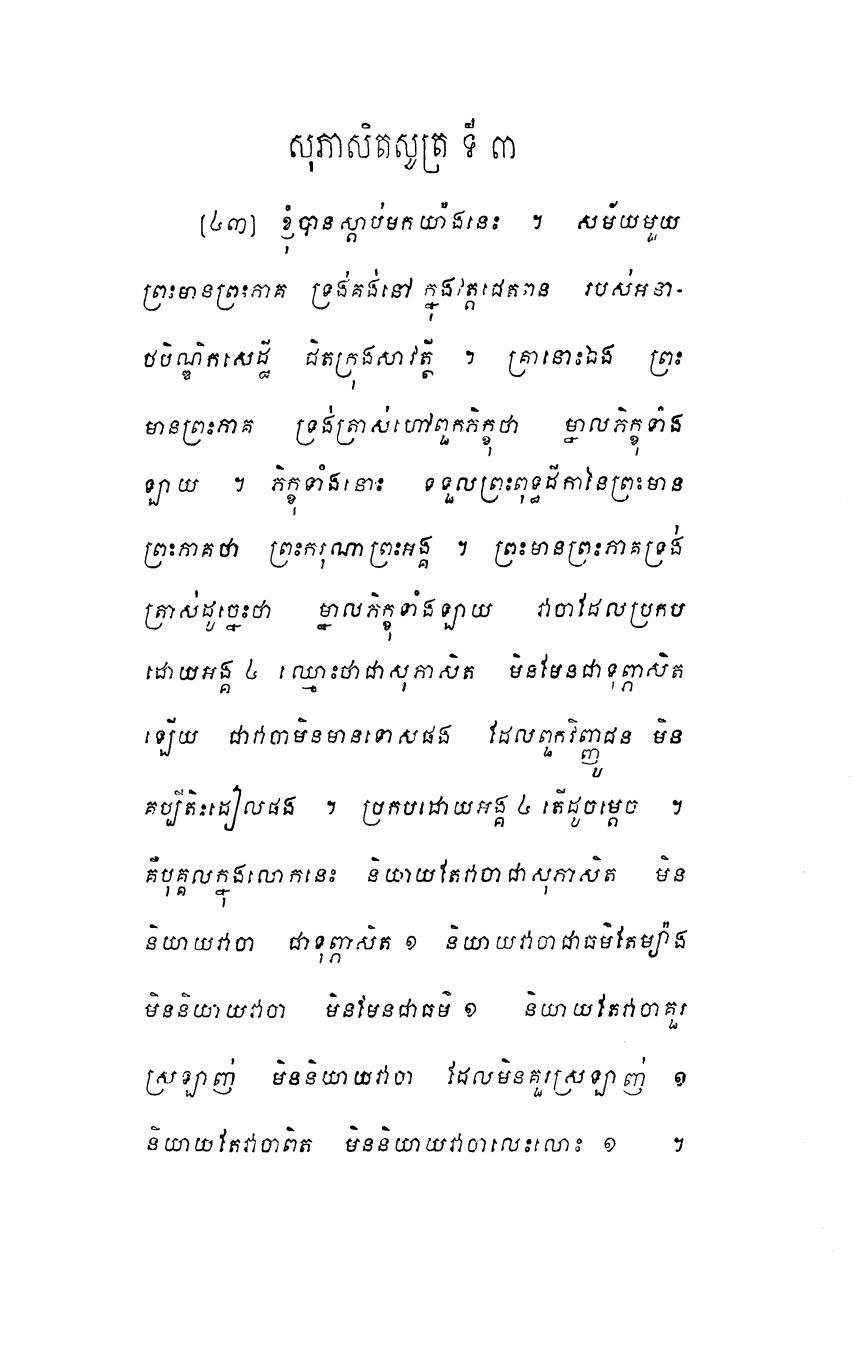 សុភាសិតសូត្រ ទី ៣
[៤៣] ខ្ញុំបានស្តាប់មកយ៉ាងនេះ ។ សម័យមួយ
ព្រះមានព្រះភាគ ទ្រង់គង់នៅ ក្នុងវត្តជេតពន របស់អនា-
ថបិណ្ឌិកសេដ្ឋី ជិតក្រុងសាវត្ថី ។ គ្រានោះឯង ព្រះ
មានព្រះភាគ ទ្រង់ត្រាស់ហៅពួកភិក្ខុថា ម្នាលភិក្ខុទាំង
ឡាយ ។ ភិក្ខុទាំងនោះ ទទួលព្រះពុទ្ធដីកានៃព្រះមាន
ព្រះភាគថា ព្រះករុណាព្រះអង្គ ។ ព្រះមានព្រះភាគទ្រង់
ត្រាស់ដូច្នេះថា ម្នាលភិក្ខុទាំងឡាយ វាចាដែលប្រកប
ដោយអង្គ ៤ ឈ្មោះថាជាសុភាសិត មិនមែនជាទុព្ភាសិត
ឡើយ ជាវាចាមិនមានទោសផង ដែលពួកវិញ្ញូជន មិន
គប្បីតិះដៀលផង ។ ប្រកបដោយអង្គ ៤ តើដូចម្តេច ។
គឺបុគ្គលក្នុងលោកនេះ និយាយតែវាចាជាសុភាសិត មិន
និយាយវាចា ជាទុព្ភាសិត ១ និយាយវាចាជាធម៌តែម្យ៉ាង
មិននិយាយវាចា មិនមែនជាធម៌ ១ និយាយតែវាចាគួរ
ស្រឡាញ់ មិននិយាយវាចា ដែលមិនគួរស្រឡាញ់ ១
និយាយតែវាចាពិត មិននិយាយវាចាលេះលោះ ១ ។